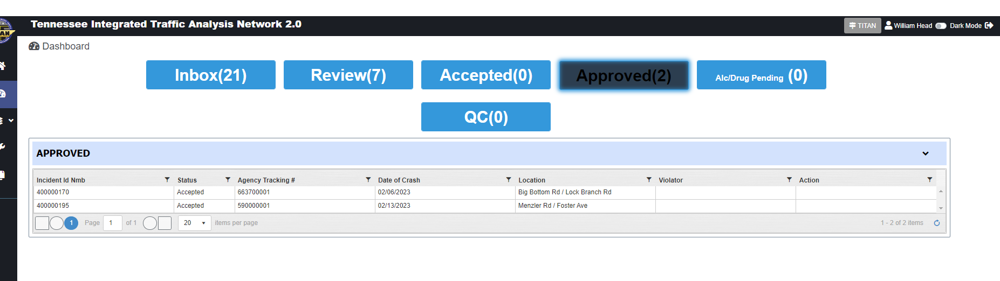 Tennessee Integrated Traffic Analysis Network 2.0
TITAN William Head Dark Mode
AN
Dashboard
Inbox(21) Review(7) Accepted(0) Approved(2) Alc/Drug Pending (0)
QC(0)
APPROVED
Incident Id Nmb Status Agency Tracking # Date of Crash Location Violator Action
400000170 Accepted 663700001 02/06/2023 Big Bottom Rd / Lock Branch Rd
400000195 Accepted 590000001 02/13/2023 Menzler Rd / Foster Ave
1 Page 1 of 1 20 items per page 1 - 2 of 2 items